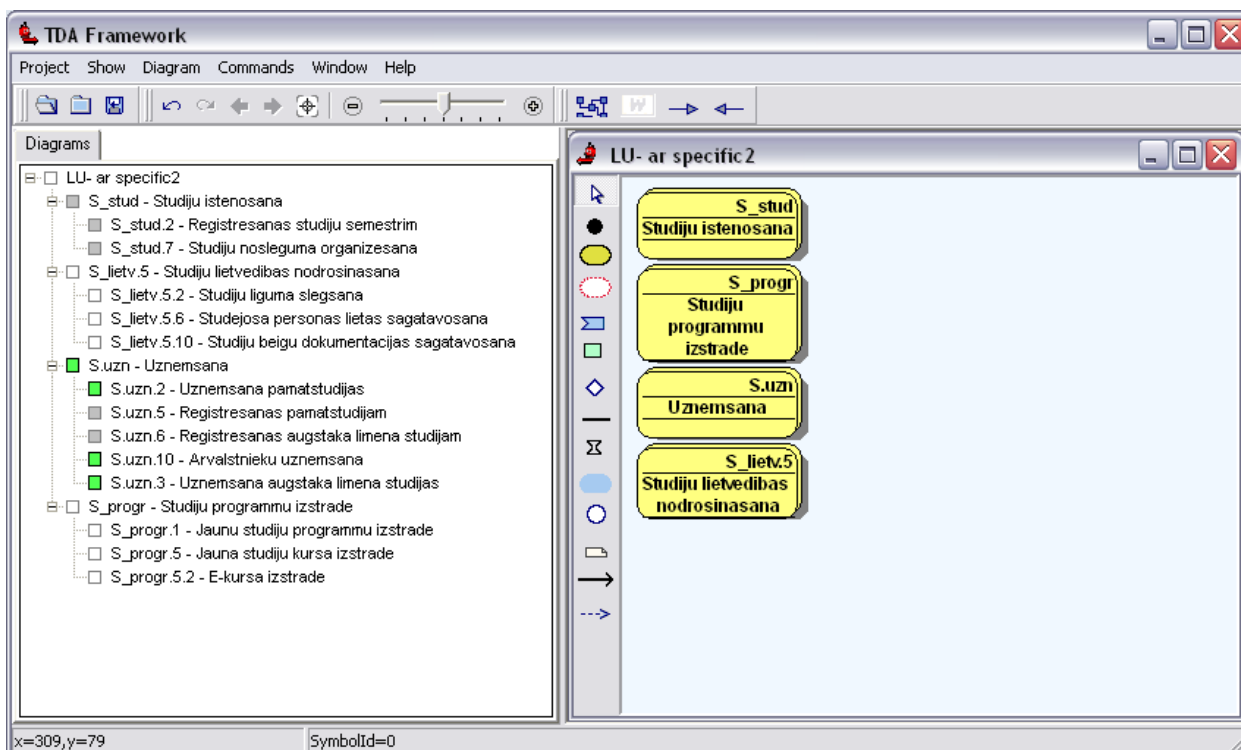 TDA Framework
Project Show Diagram Commands Window Help
W
Diagrams
LU- ar specific2
S_stud - Studiju istenosana
S_stud.2 - Registresanas studiju semestrim
S_stud.7 - Studiju nosleguma organizesana
S_lietv.5 - Studiju lietvedibas nodrosinasana
S_lietv.5.2 - Studiju liguma slegsana
S_lietv.5.6 - Studejosa personas lietas sagatavosana
S_lietv.5.10 - Studiju beigu dokumentacijas sagatavosana
S.uzn - Uznemsana
S.uzn.2 - Uznemsana pamatstudijas
S.uzn.5 - Registresanas pamatstudijam
S.uzn.6 - Registresanas augstaka limena studijam
S.uzn.10 - Arvalstnieku uznemsana
S.uzn.3 - Uznemsana augstaka limena studijas
S_progr - Studiju programmu izstrade
S_progr.1 - Jaunu studiju programmu izstrade
S_progr.5 - Jauna studiju kursa izstrade
S_progr.5.2 - E-kursa izstrade
LU- ar specific2
S_stud
Studiju istenosana
S_progr
Studiju
programmu
izstrade
S.uzn
Uznemsana
S_lietv.5
Studiju lietvedibas
nodrosinasana
x=309,y=79
SymbolId=0